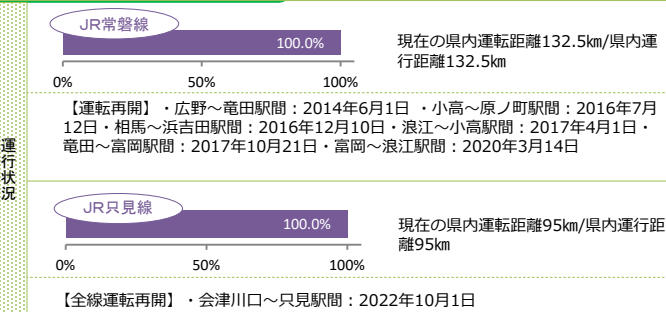 運行状況
JR常磐線
100.0%
0%
50%
100%
現在の県内運転距離132.5㎞/県内運
行距離132.5㎞
【運転再開】・広野～竜田駅間：2014年6月1日 ・小高～原ノ町駅間：2016年7月
12日・相馬～浜吉田駅間：2016年12月10日・浪江～小高駅間：2017年4月1日・
竜田～富岡駅間：2017年10月21日・富岡～浪江駅間：2020年3月14日
JR只見線
100.0%
0%
50%
100%
現在の県内運転距離95㎞/県内運行距
離95㎞
【全線運転再開】・会津川口～只見駅間：2022年10月1日